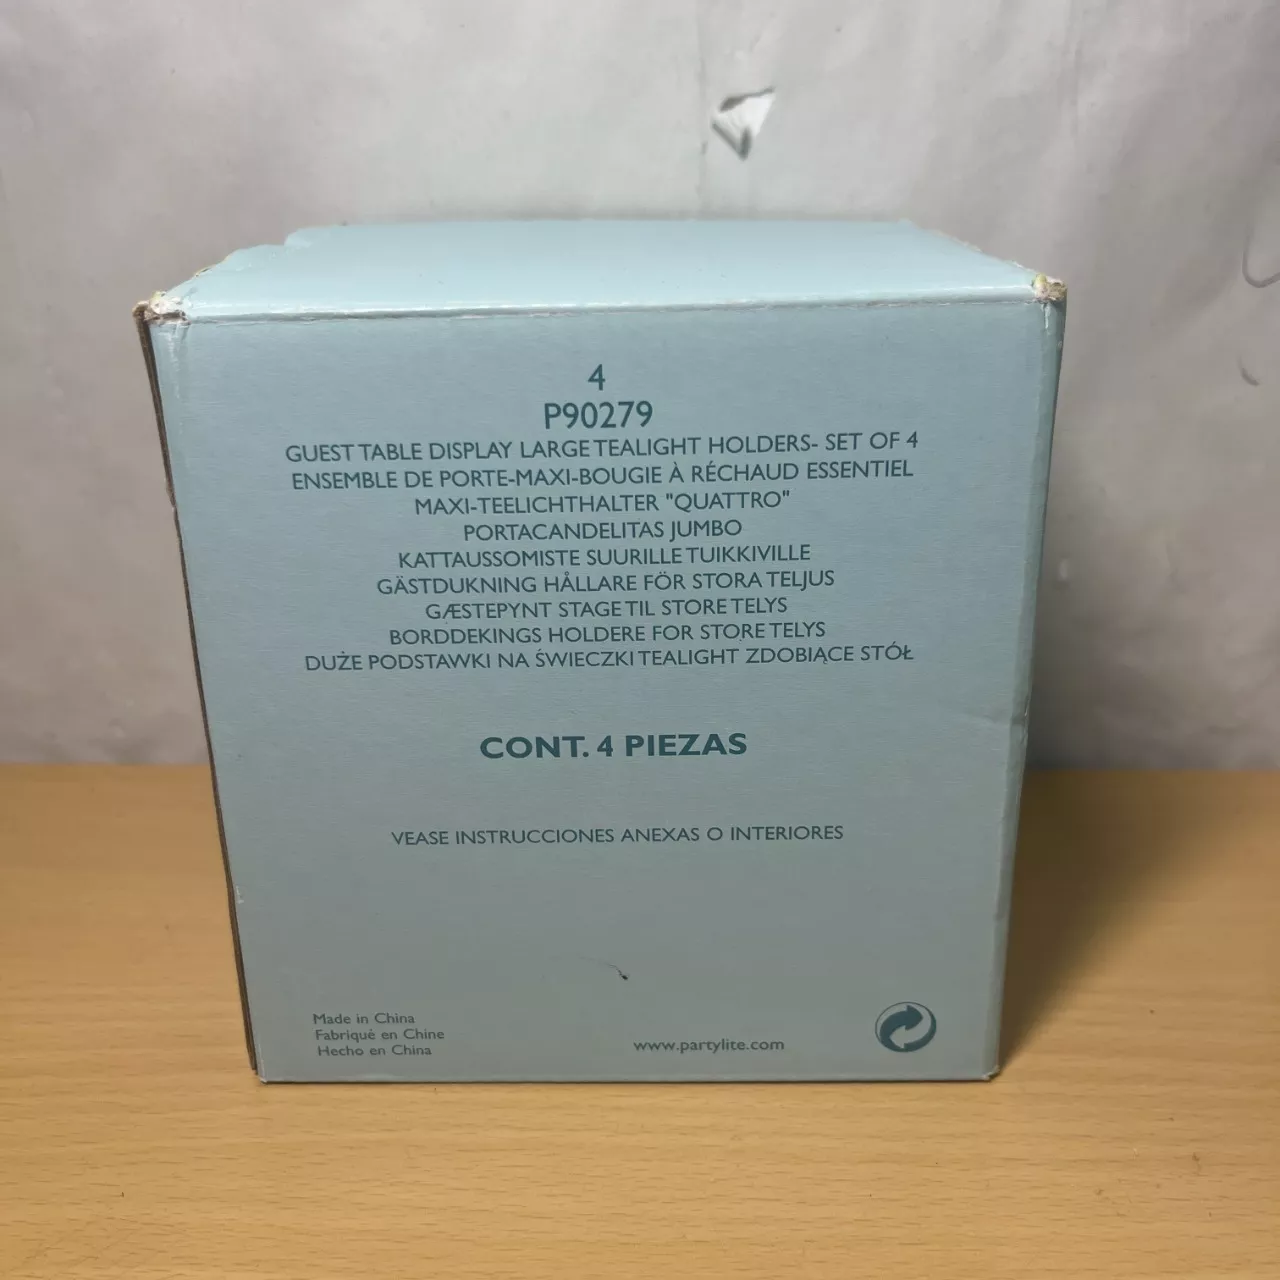 4
P90279
GUEST TABLE DISPLAY LARGE TEALIGHT HOLDERS- SET OF 4
ENSEMBLE DE PORTE-MAXI-BOUGIE À RÉCHAUD ESSENTIEL
MAXI-TEELICHTHALTER "QUATTRO"
PORTACANDELITAS JUMBO
KATTAUSSOMISTE SUURILLE TUIKKIVILLE
GÄSTDUKNING HÅLLARE FÖR STORA TELJUS
GÆSTEPYNT STAGE TIL STORE TELYS
BORDDEKINGS HOLDERE FOR STORE TELYS
DUŻE PODSTAWKI NA ŚWIECZKI TEALIGHT ZDOBIĄCE STÓŁ
CONT. 4 PIEZAS
VEASE INSTRUCCIONES ANEXAS O INTERIORES
Made in China
Fabriqué en Chine
Hecho en China
www.partylite.com